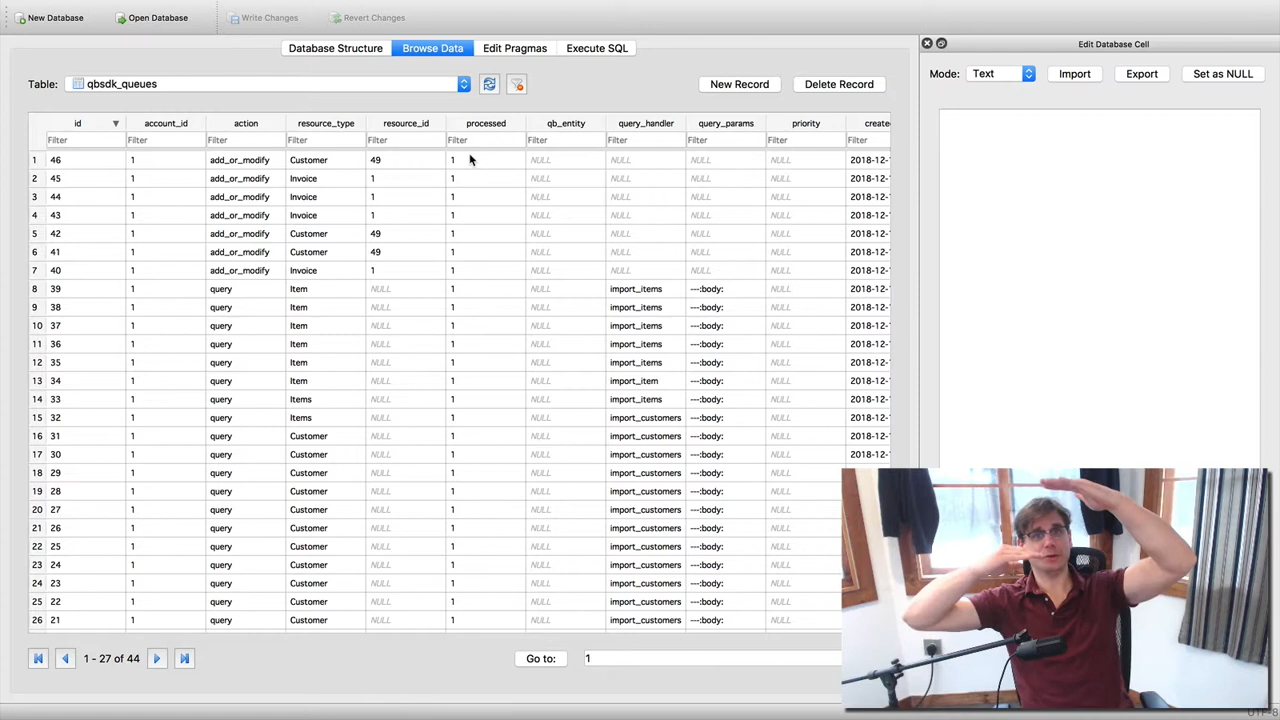 New Database Open Database Write Changes Revert Changes
Database Structure Browse Data Edit Pragmas Execute SQL Edit Database Cell
Table: qbsdk_queues New Record Delete Record Mode: Text Import Export Set as NULL
id account_id action resource_type resource_id processed qb_entity query_handler query_params priority create
Filter Filter Filter Filter Filter Filter Filter Filter Filter Filter Filter
1 46 1 add_or_modify Customer 49 1 NULL NULL NULL NULL 2018-12-
2 45 1 add_or_modify Invoice 1 1 NULL NULL NULL NULL 2018-12-
3 44 1 add_or_modify Invoice 1 1 NULL NULL NULL NULL 2018-12-
4 43 1 add_or_modify Invoice 1 1 NULL NULL NULL NULL 2018-12-
5 42 1 add_or_modify Customer 49 1 NULL NULL NULL NULL 2018-12-
6 41 1 add_or_modify Customer 49 1 NULL NULL NULL NULL 2018-12-
7 40 1 add_or_modify Invoice 1 1 NULL NULL NULL NULL 2018-12-
8 39 1 query Item NULL 1 NULL import_items ---:body: NULL 2018-12-
9 38 1 query Item NULL 1 NULL import_items ---:body: NULL 2018-12-
10 37 1 query Item NULL 1 NULL import_items ---:body: NULL 2018-12-
11 36 1 query Item NULL 1 NULL import_items ---:body: NULL 2018-12-
12 35 1 query Item NULL 1 NULL import_items ---:body: NULL 2018-12-
13 34 1 query Item NULL 1 NULL import_item ---:body: NULL 2018-12-
14 33 1 query Items NULL 1 NULL import_items ---:body: NULL 2018-12-
15 32 1 query Items NULL 1 NULL import_customers ---:body: NULL 2018-12-
16 31 1 query Customer NULL 1 NULL import_customers ---:body: NULL 2018-12-
17 30 1 query Customer NULL 1 NULL import_customers ---:body: NULL 2018-12-
18 29 1 query Customer NULL 1 NULL import_customers ---:body: NULL
19 28 1 query Customer NULL 1 NULL import_customers ---:body: NULL
20 27 1 query Customer NULL 1 NULL import_customers ---:body: NULL
21 26 1 query Customer NULL 1 NULL import_customers ---:body: NULL
22 25 1 query Customer NULL 1 NULL import_customers ---:body: NULL
23 24 1 query Customer NULL 1 NULL import_customers ---:body: NULL
24 23 1 query Customer NULL 1 NULL import_customers ---:body: NULL
25 22 1 query Customer NULL 1 NULL import_customers ---:body: NULL
26 21 1 query Customer NULL 1 NULL import_customers ---:body: NULL
1 - 27 of 44 Go to: 1